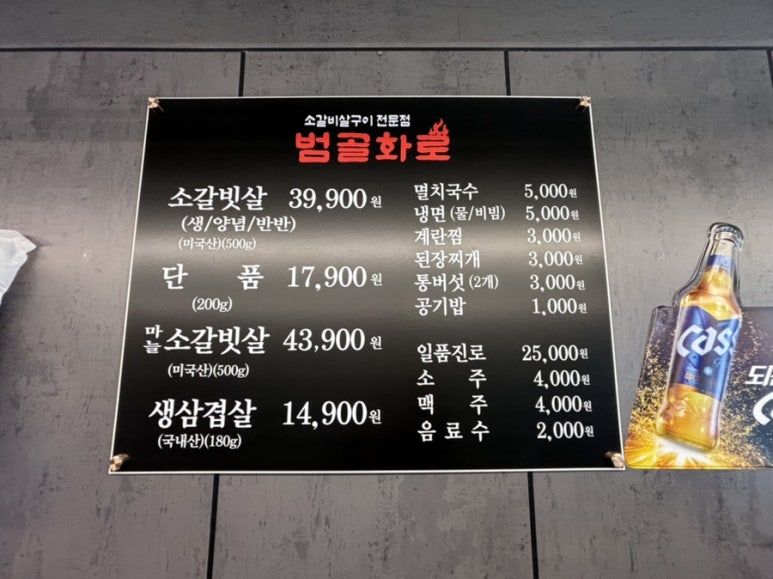 소갈비살구이 전문점
범골화로
소갈빗살 39,900원
(생/양념/반반)
(미국산)(500g)
단 품 17,900원
(200g)
마늘 소갈빗살 43,900원
(미국산)(500g)
생삼겹살 14,900원
(국내산)(180g)
멸치국수 5,000원
냉면 (물/비빔) 5,000원
계란찜 3,000원
된장찌개 3,000원
통버섯 (2개) 3,000원
공기밥 1,000원
일품진로 25,000원
소 주 4,000원
맥 주 4,000원
음 료 수 2,000원
Cass